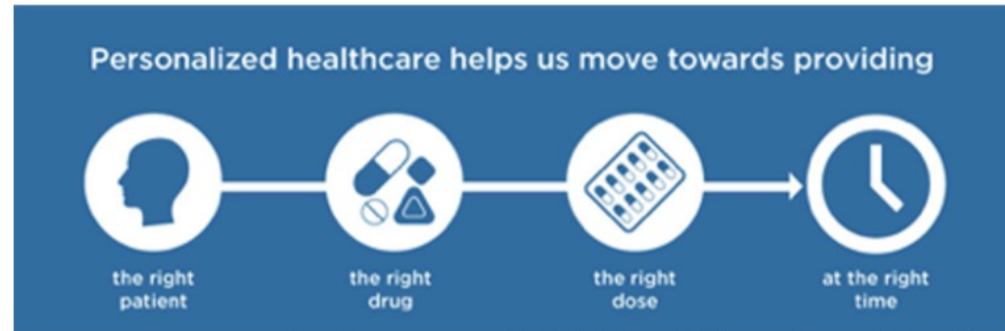 Personalized healthcare helps us move towards providing
the right
patient
the right
drug
the right
dose
at the right
time